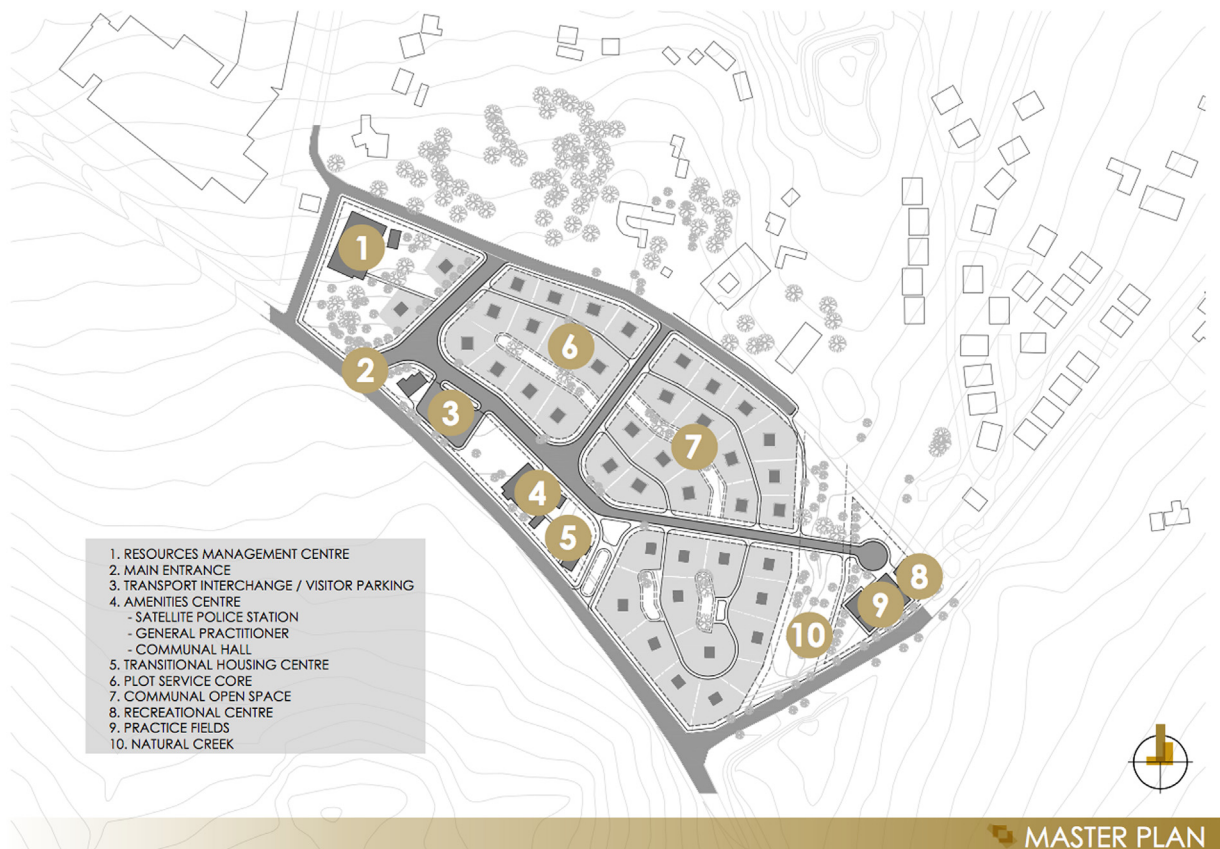 1
2
3
4
5
6
7
8
9
10
1. RESOURCES MANAGEMENT CENTRE
2. MAIN ENTRANCE
3. TRANSPORT INTERCHANGE / VISITOR PARKING
4. AMENITIES CENTRE
- SATELLITE POLICE STATION
- GENERAL PRACTITIONER
- COMMUNAL HALL
5. TRANSITIONAL HOUSING CENTRE
6. PLOT SERVICE CORE
7. COMMUNAL OPEN SPACE
8. RECREATIONAL CENTRE
9. PRACTICE FIELDS
10. NATURAL CREEK
MASTER PLAN